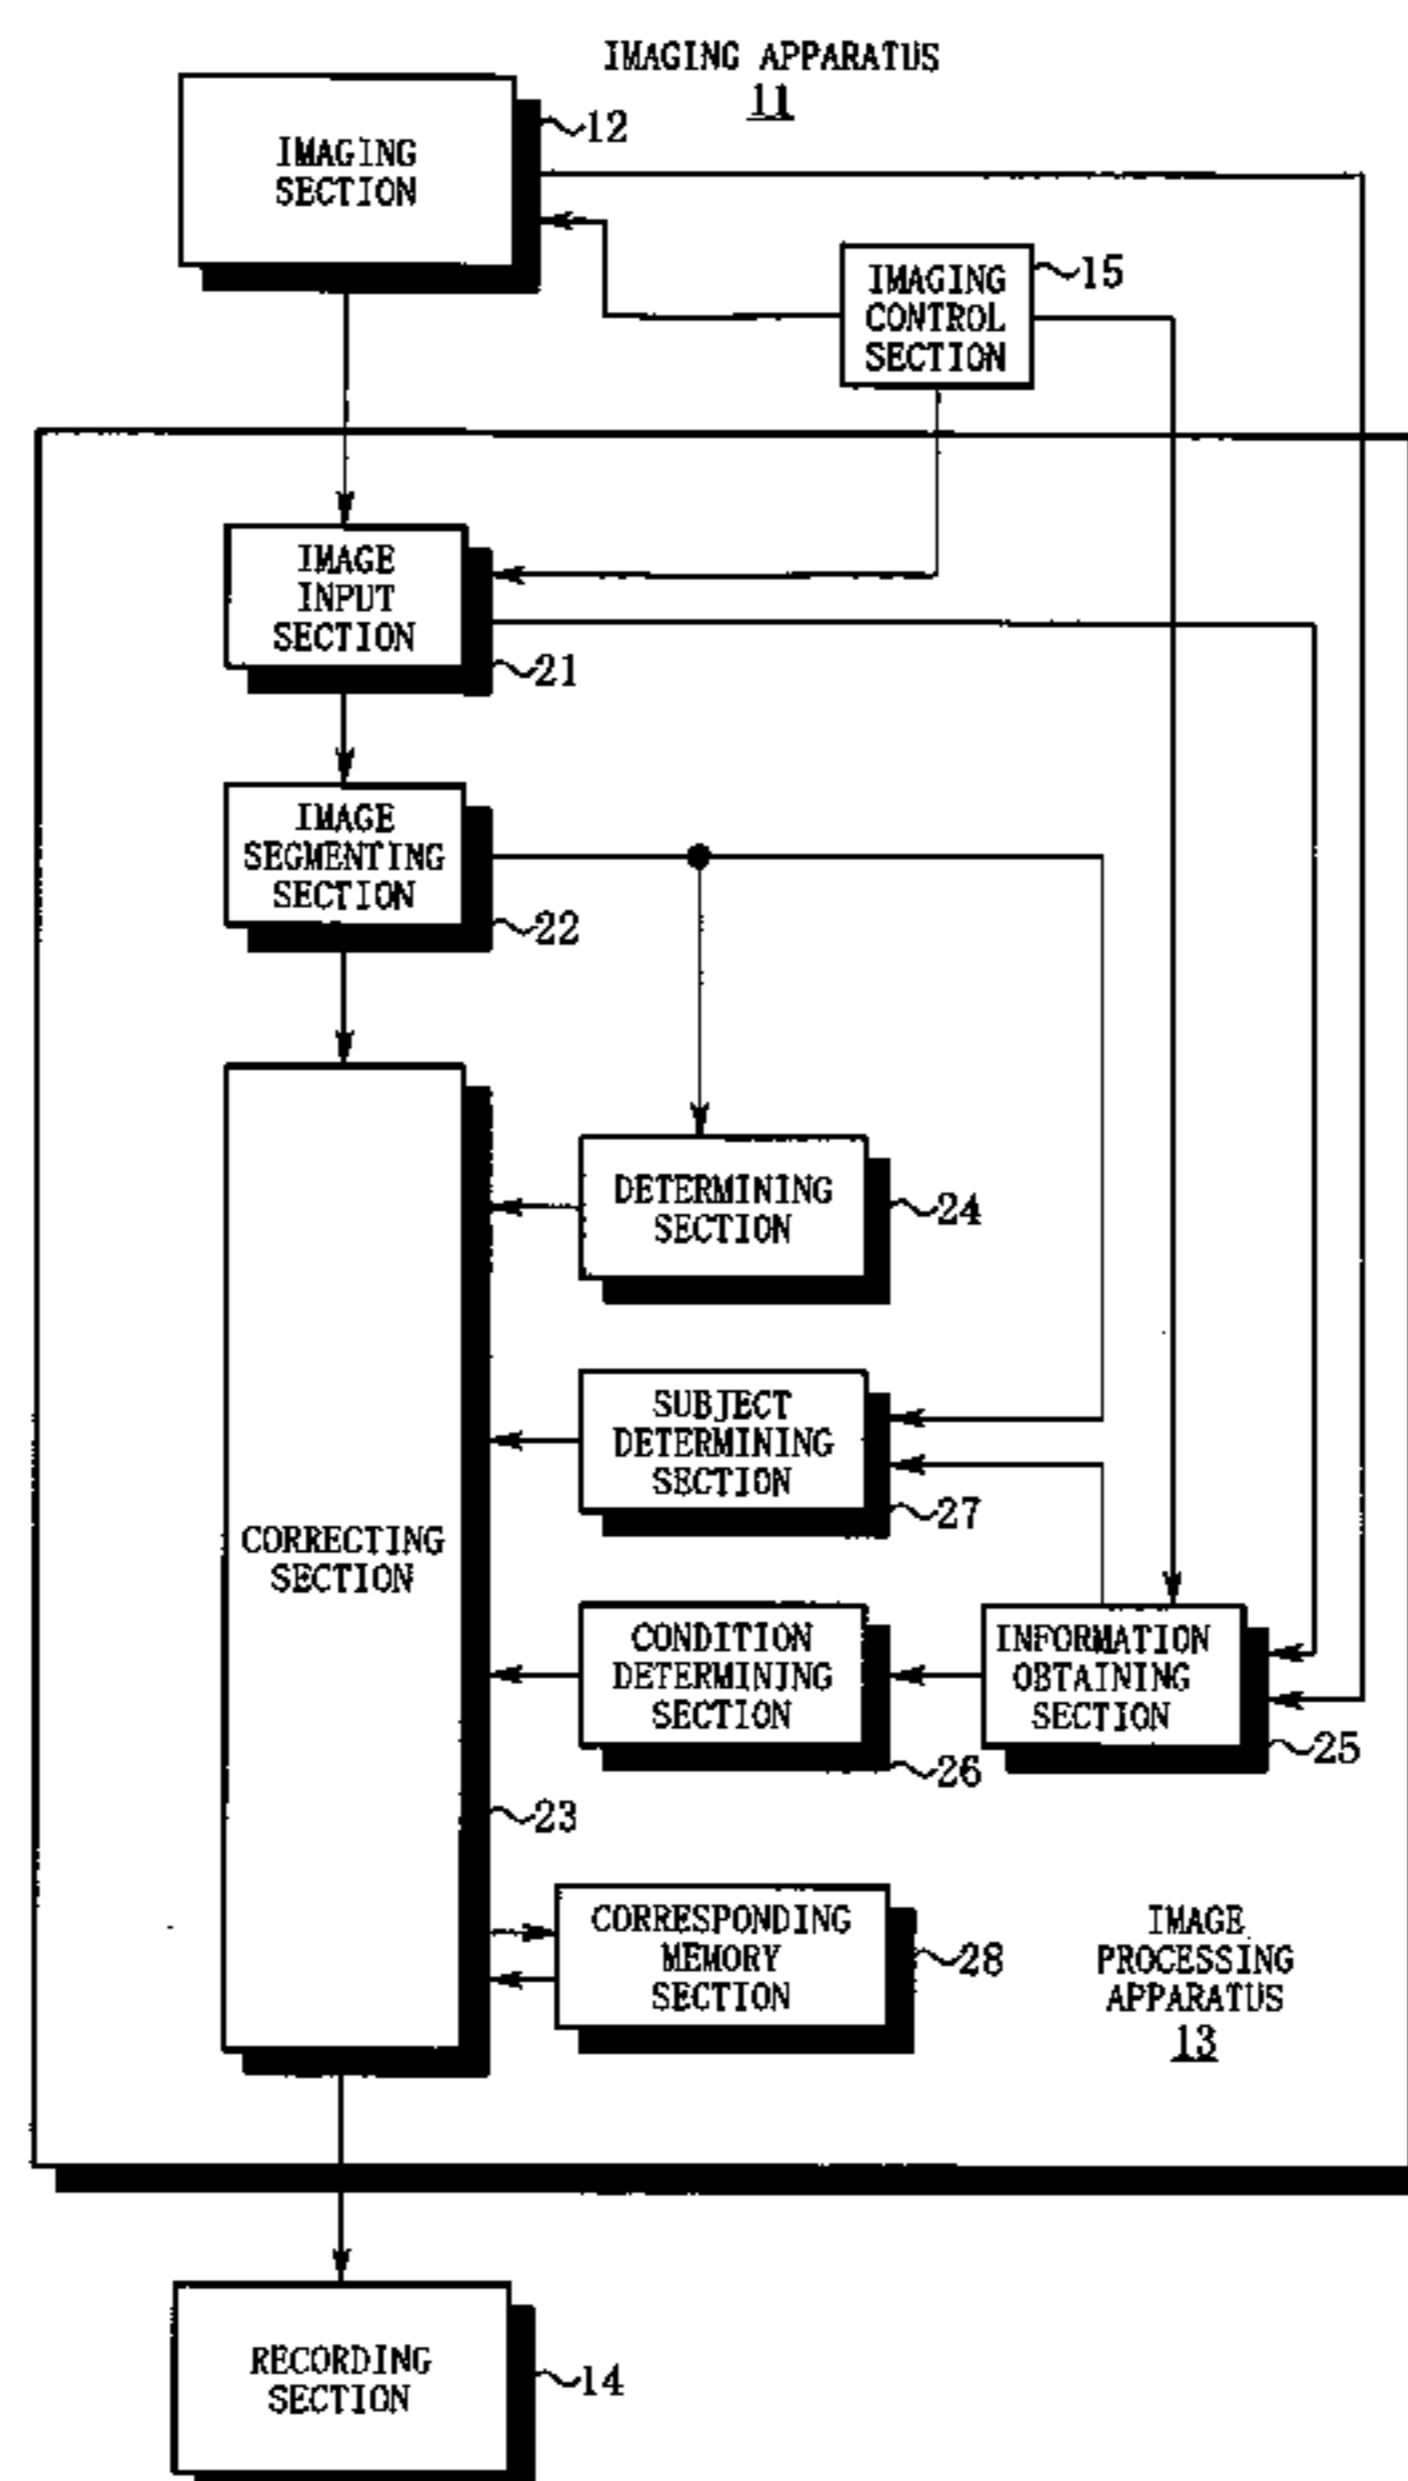 IMAGING APPARATUS
11
12
IMAGING
SECTION
15
IMAGING
CONTROL
SECTION
IMAGE
INPUT
SECTION
21
IMAGE
SEGMENTING
SECTION
22
DETERMINING
SECTION
24
SUBJECT
DETERMINING
SECTION
27
CORRECTING
SECTION
23
CONDITION
DETERMINING
SECTION
26
INFORMATION
OBTAINING
SECTION
25
CORRESPONDING
MEMORY
SECTION
28
IMAGE
PROCESSING
APPARATUS
13
RECORDING
SECTION
14